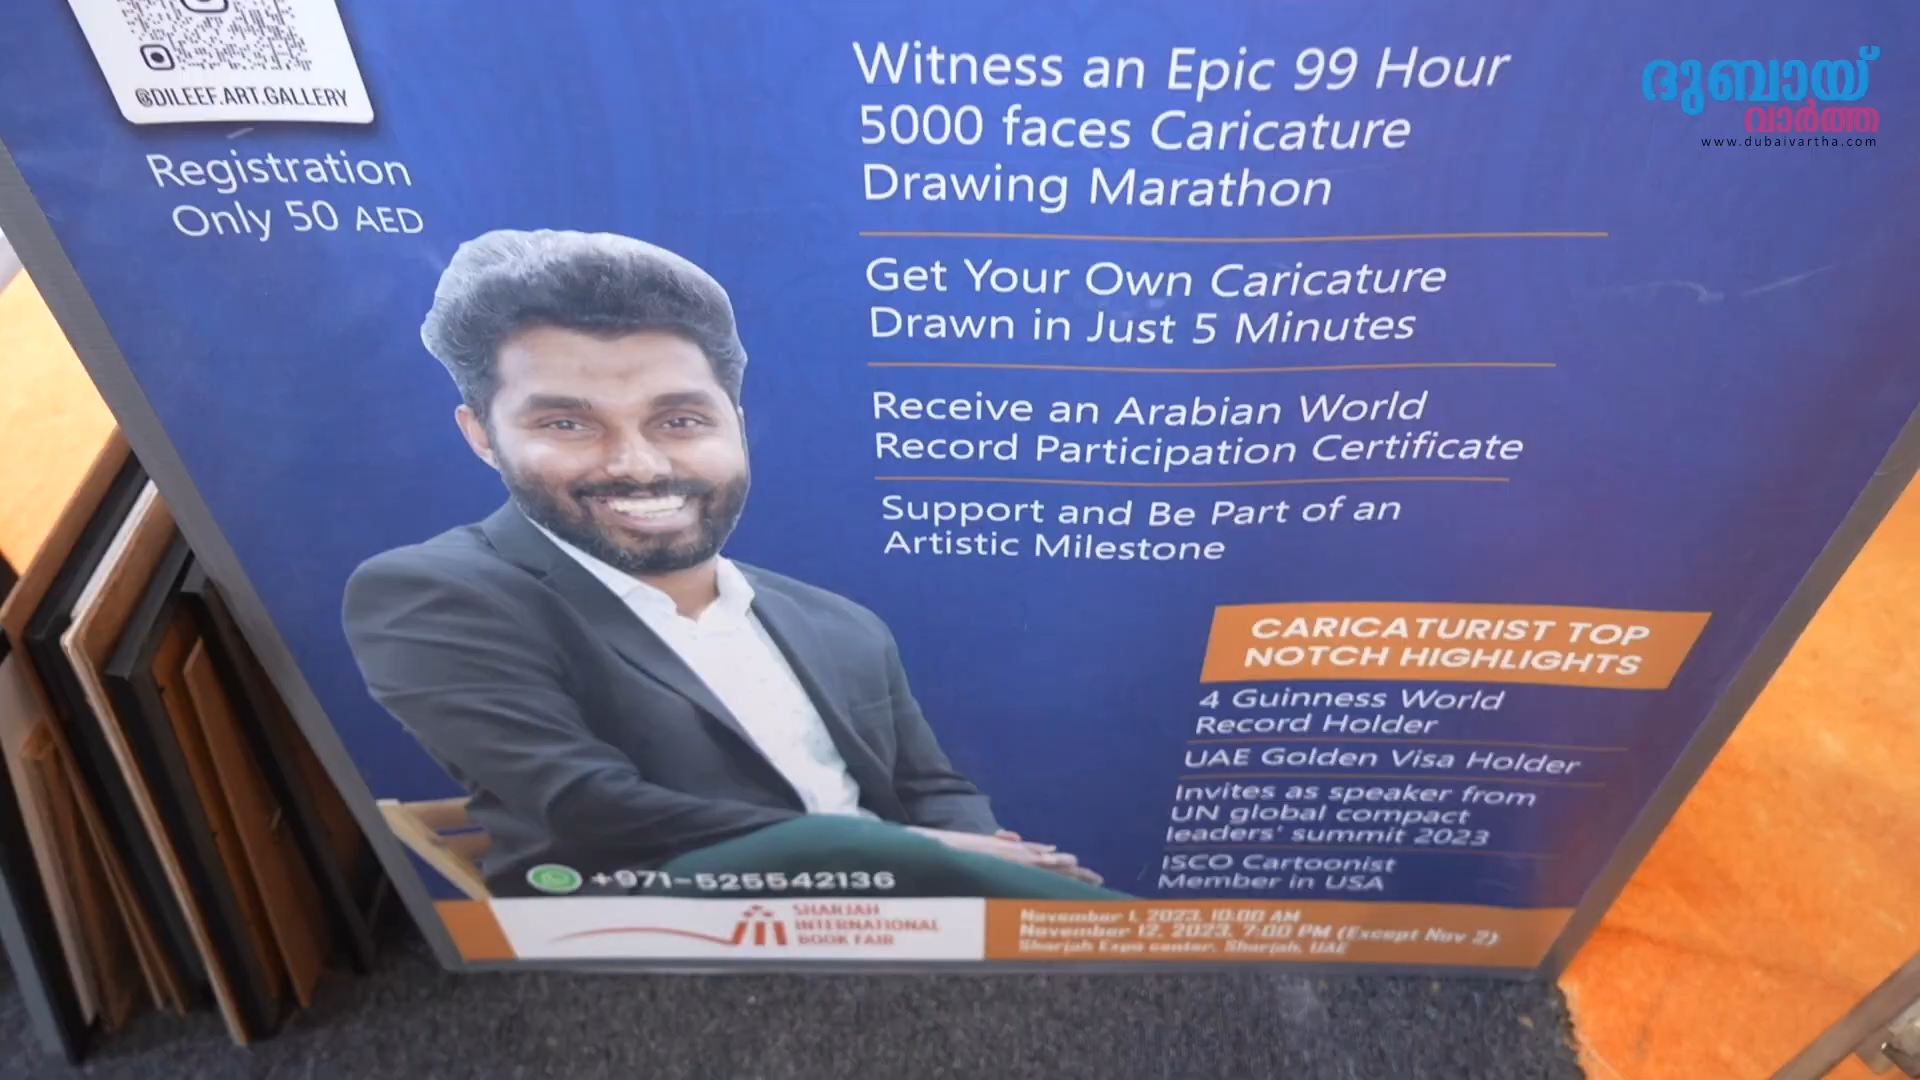 @DILEEF.ART.GALLERY
Registration
Only 50 AED
Witness an Epic 99 Hour
5000 faces Caricature
Drawing Marathon
Get Your Own Caricature
Drawn in Just 5 Minutes
Receive an Arabian World
Record Participation Certificate
Support and Be Part of an
Artistic Milestone
CARICATURIST TOP
NOTCH HIGHLIGHTS
4 Guinness World
Record Holder
UAE Golden Visa Holder
Invites as speaker from
UN global compact
leaders' summit 2023
ISCO Cartoonist
Member in USA
+971-525542136
SHARJAH
INTERNATIONAL
BOOK FAIR
November 1, 2023, 10:00 AM
November 12, 2023, 7:00 PM (Except Nov 2)
Sharjah Expo center, Sharjah, UAE
ദുബായ്
വാർത്ത
www.dubaivartha.com